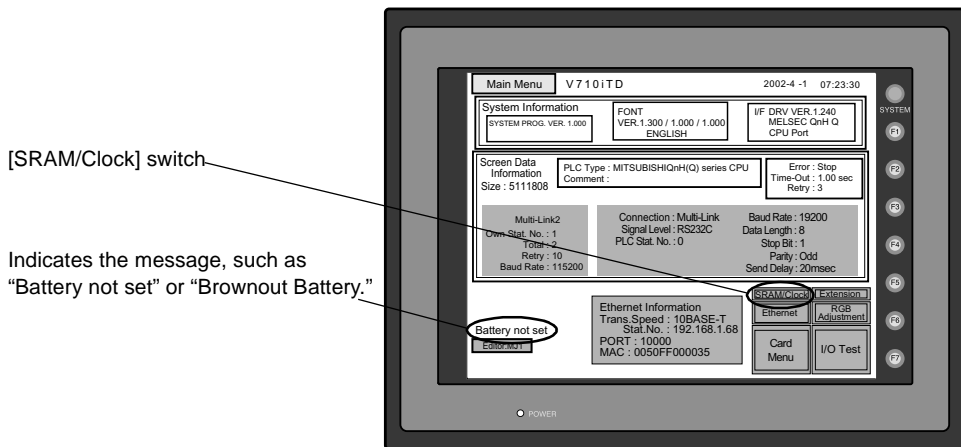 Main Menu V710iTD 2002-4 -1 07:23:30
SYSTEM
System Information
SYSTEM PROG. VER. 1.000
FONT
VER.1.300 / 1.000 / 1.000
ENGLISH
I/F DRV VER.1.240
MELSEC QnH Q
CPU Port
F1
[SRAM/Clock] switch
Screen Data
Information
Size : 5111808
PLC Type : MITSUBISHIQnH(Q) series CPU
Comment :
Error : Stop
Time-Out : 1.00 sec
Retry : 3
F2
F3
Multi-Link2
Own Stat. No. : 1
Total : 2
Retry : 10
Baud Rate : 115200
Connection : Multi-Link
Signal Level : RS232C
PLC Stat. No. : 0
Baud Rate : 19200
Data Length : 8
Stop Bit : 1
Parity : Odd
Send Delay : 20msec
F4
F5
Indicates the message, such as
“Battery not set” or “Brownout Battery.”
Battery not set
Editor:MJ1
Ethernet Information
Trans.Speed : 10BASE-T
Stat.No. : 192.168.1.68
PORT : 10000
MAC : 0050FF000035
SRAM/Clock
Extension
Ethernet
RGB
Adjustment
Card
Menu
I/O Test
F6
F7
POWER